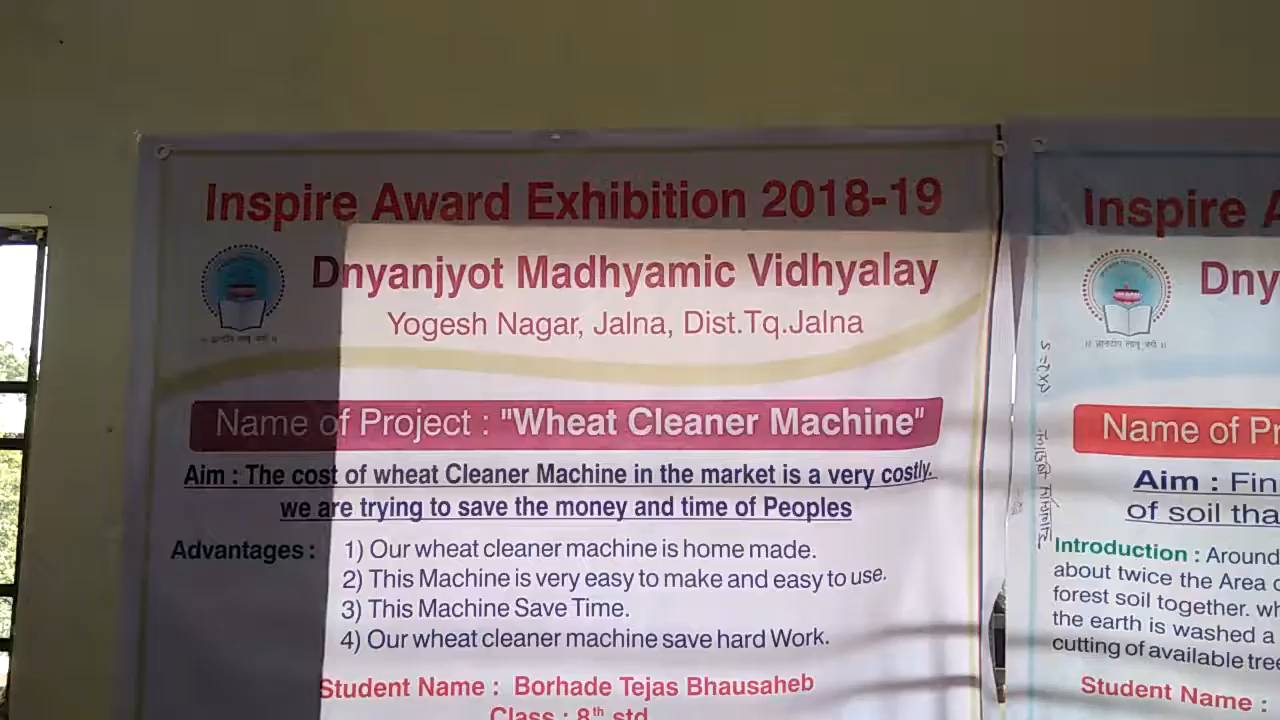 Inspire Award Exhibition 2018-19
Dnyanjyot Madhyamic Vidhyalay
Yogesh Nagar, Jalna, Dist.Tq.Jalna
Name of Project : "Wheat Cleaner Machine"
Aim : The cost of wheat Cleaner Machine in the market is a very costly.
we are trying to save the money and time of Peoples
Advantages : 1) Our wheat cleaner machine is home made.
2) This Machine is very easy to make and easy to use.
3) This Machine Save Time.
4) Our wheat cleaner machine save hard Work.
Student Name : Borhade Tejas Bhausaheb
Class : 8th std
Inspire A
Dny
Name of Pr
Aim : Fin
of soil tha
Introduction : Around
about twice the Area
forest soil together. wh
the earth is washed a
cutting of available tree
Student Name :